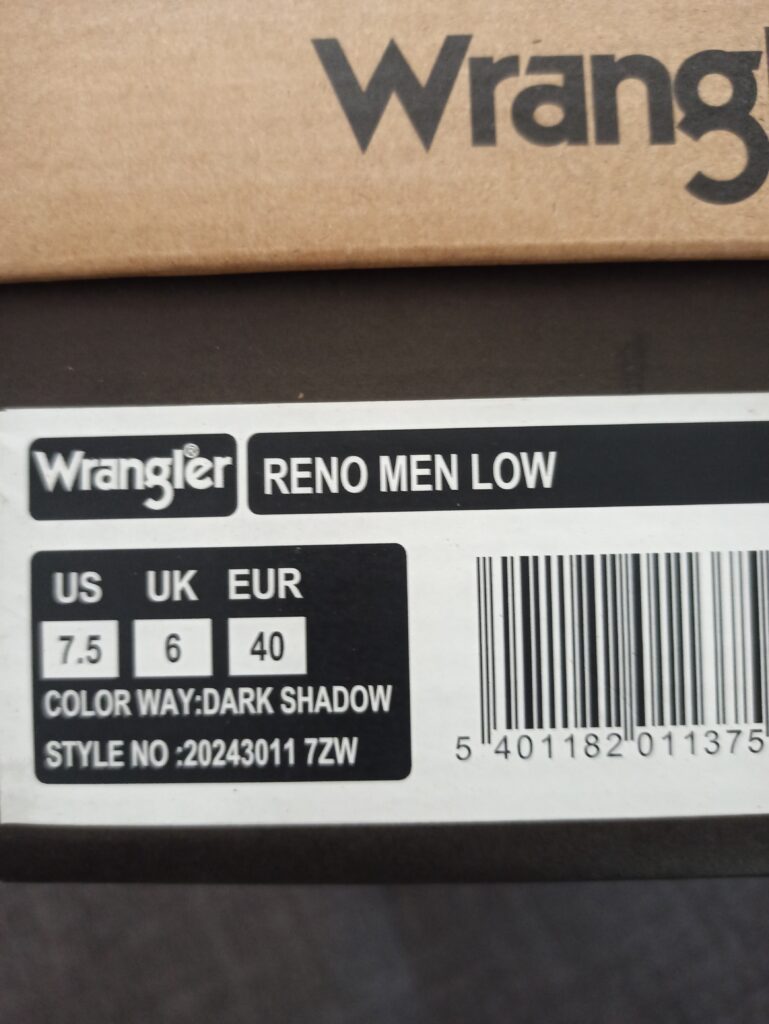 Wrangl
Wrangler®
RENO MEN LOW
US UK EUR
7.5 6 40
COLOR WAY:DARK SHADOW
STYLE NO :20243011 7ZW
5 401182 011375